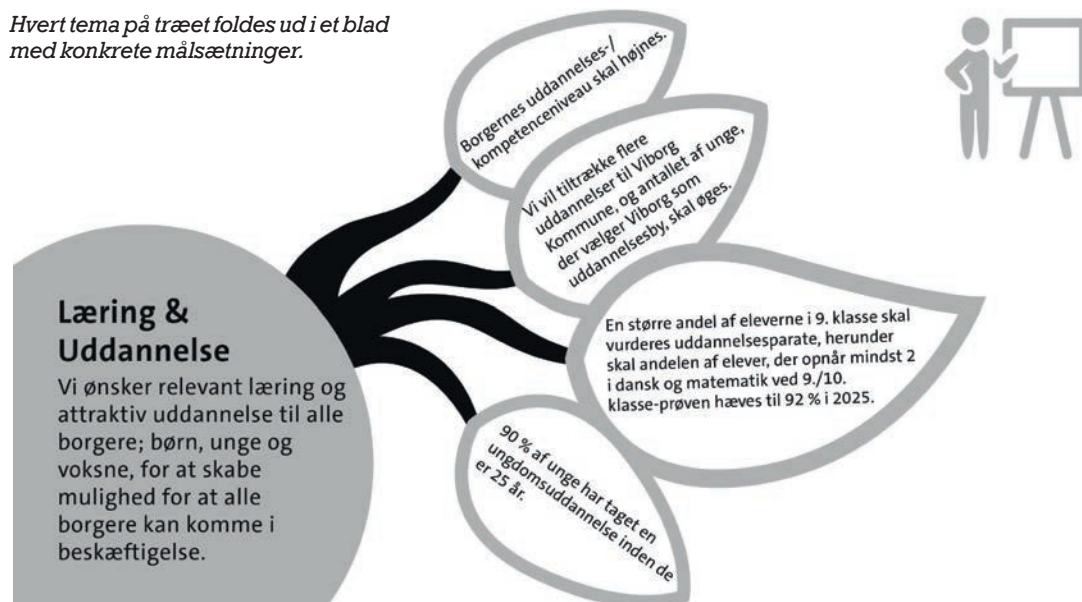 Hvert tema på træet foldes ud i et blad
med konkrete målsætninger.
Borgernes uddannelses-/
kompetenceniveau skal højnes.
Vi vil tiltrække flere
uddannelser til Viborg
Kommune, og antallet af unge,
der vælger Viborg som
uddannelsesby, skal øges.
En større andel af eleverne i 9. klasse skal
vurderes uddannelsesparate, herunder
skal andelen af elever, der opnår mindst 2
i dansk og matematik ved 9./10.
klasse-prøven hæves til 92 % i 2025.
90 % af unge har taget en
ungdomsuddannelse inden de
er 25 år.
Læring &
Uddannelse
Vi ønsker relevant læring og
attraktiv uddannelse til alle
borgere; børn, unge og
voksne, for at skabe
mulighed for at alle
borgere kan komme i
beskæftigelse.